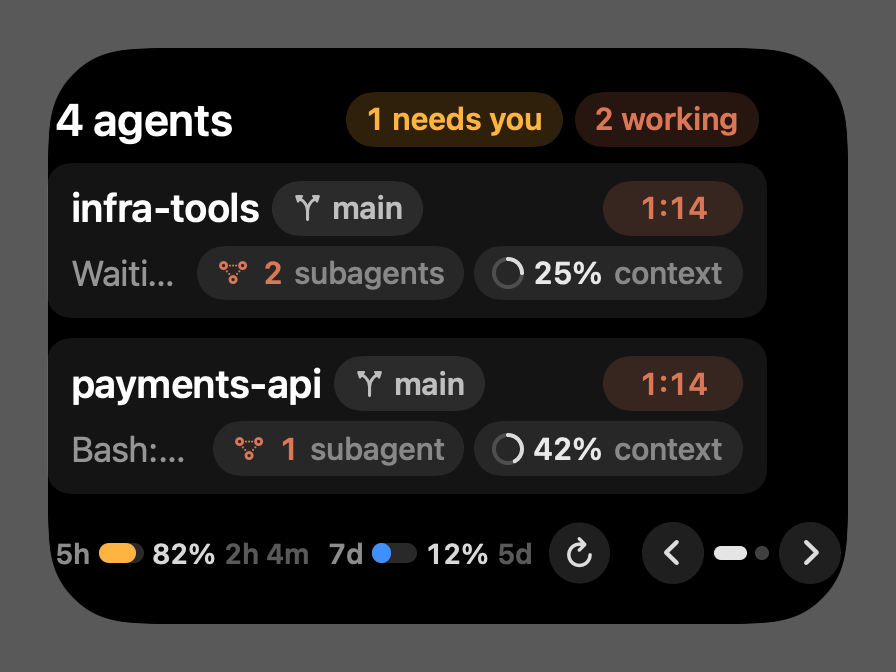 4 agents 1 needs you 2 working
infra-tools main 1:14
Waiti... 2 subagents 25% context
payments-api main 1:14
Bash:... 1 subagent 42% context
5h 82% 2h 4m 7d 12% 5d